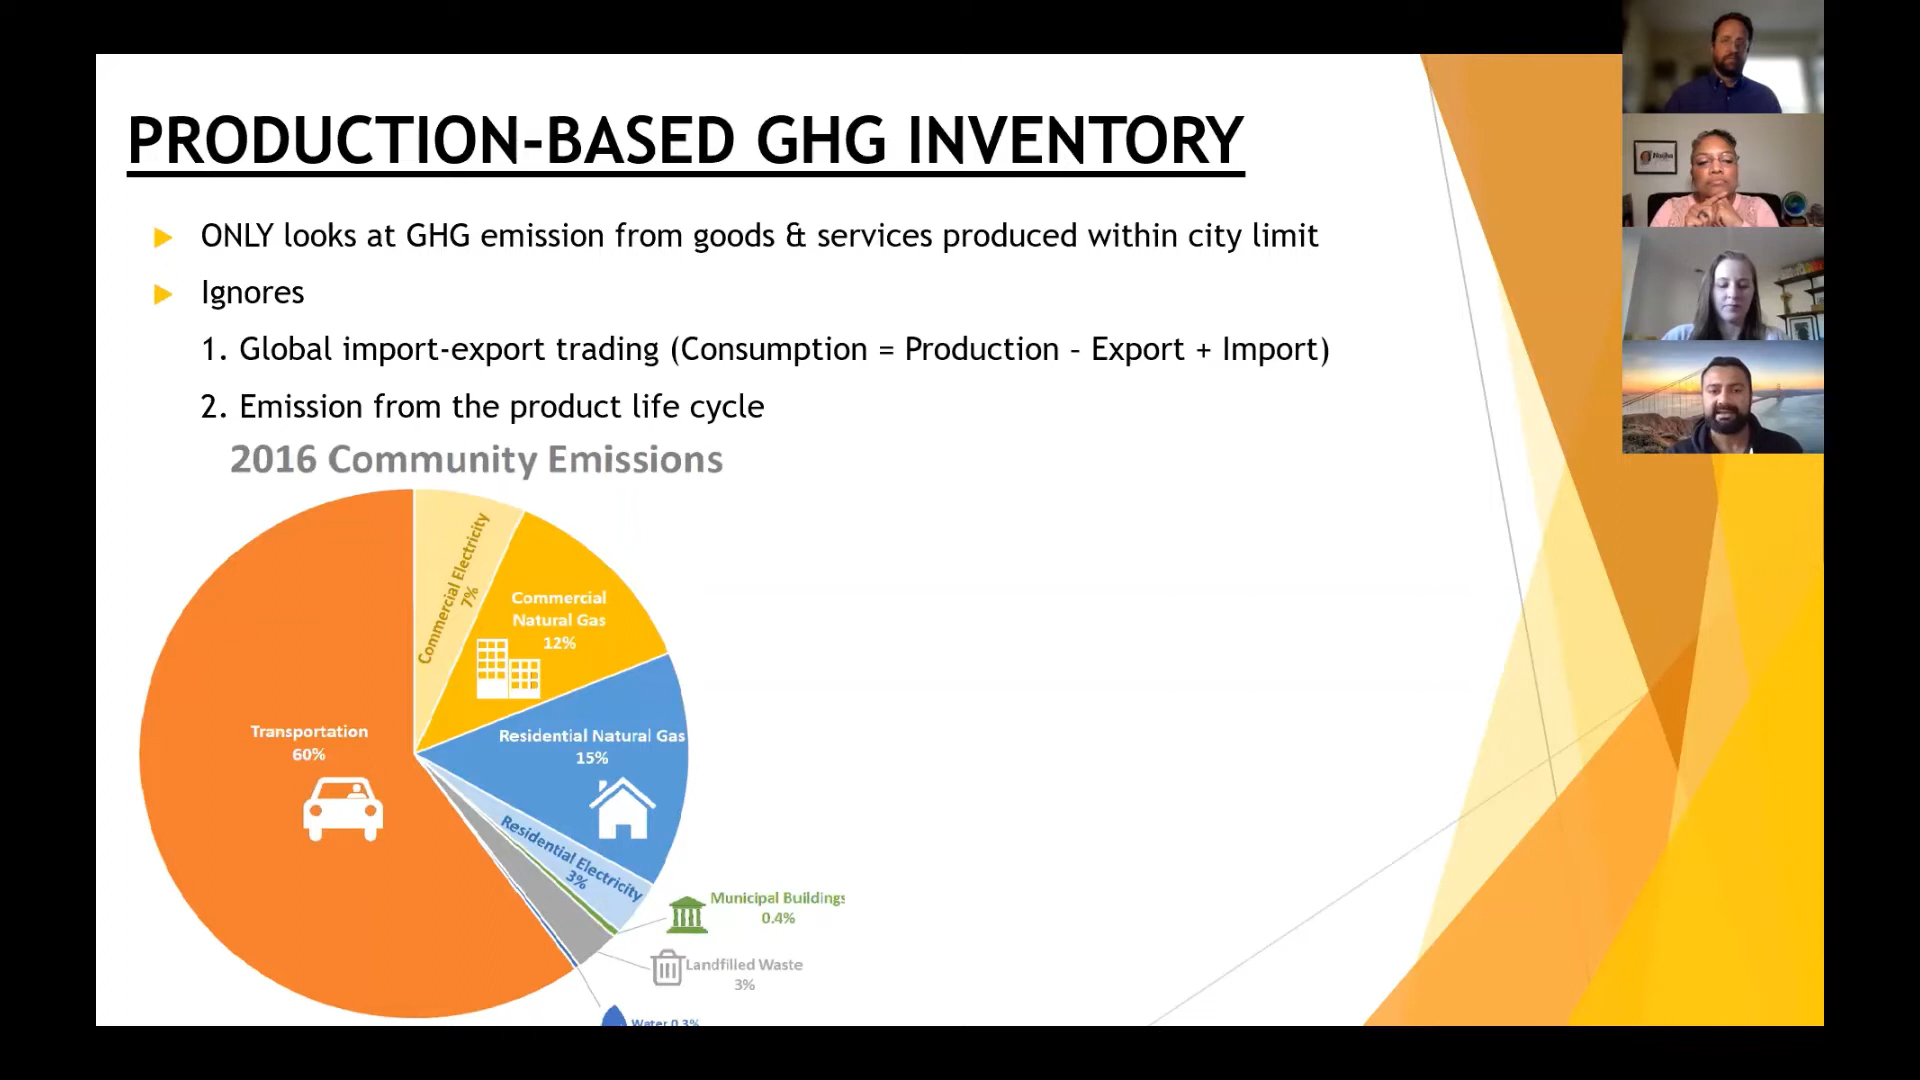 PRODUCTION-BASED GHG INVENTORY
ONLY looks at GHG emission from goods & services produced within city limit
Ignores
1. Global import-export trading (Consumption = Production – Export + Import)
2. Emission from the product life cycle
2016 Community Emissions
Commercial Electricity
7%
Commercial
Natural Gas
12%
Transportation
60%
Residential Natural Gas
15%
Residential Electricity
3%
Municipal Buildings
0.4%
Landfilled Waste
3%
Water 0.3%